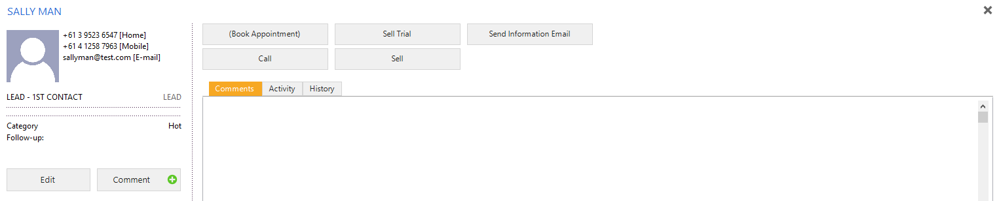 SALLY MAN
+61 3 9523 6547 [Home]
+61 4 1258 7963 [Mobile]
sallyman@test.com [E-mail]
LEAD - 1ST CONTACT LEAD
Category Hot
Follow-up:
Edit Comment
(Book Appointment) Sell Trial Send Information Email
Call Sell
Comments Activity History